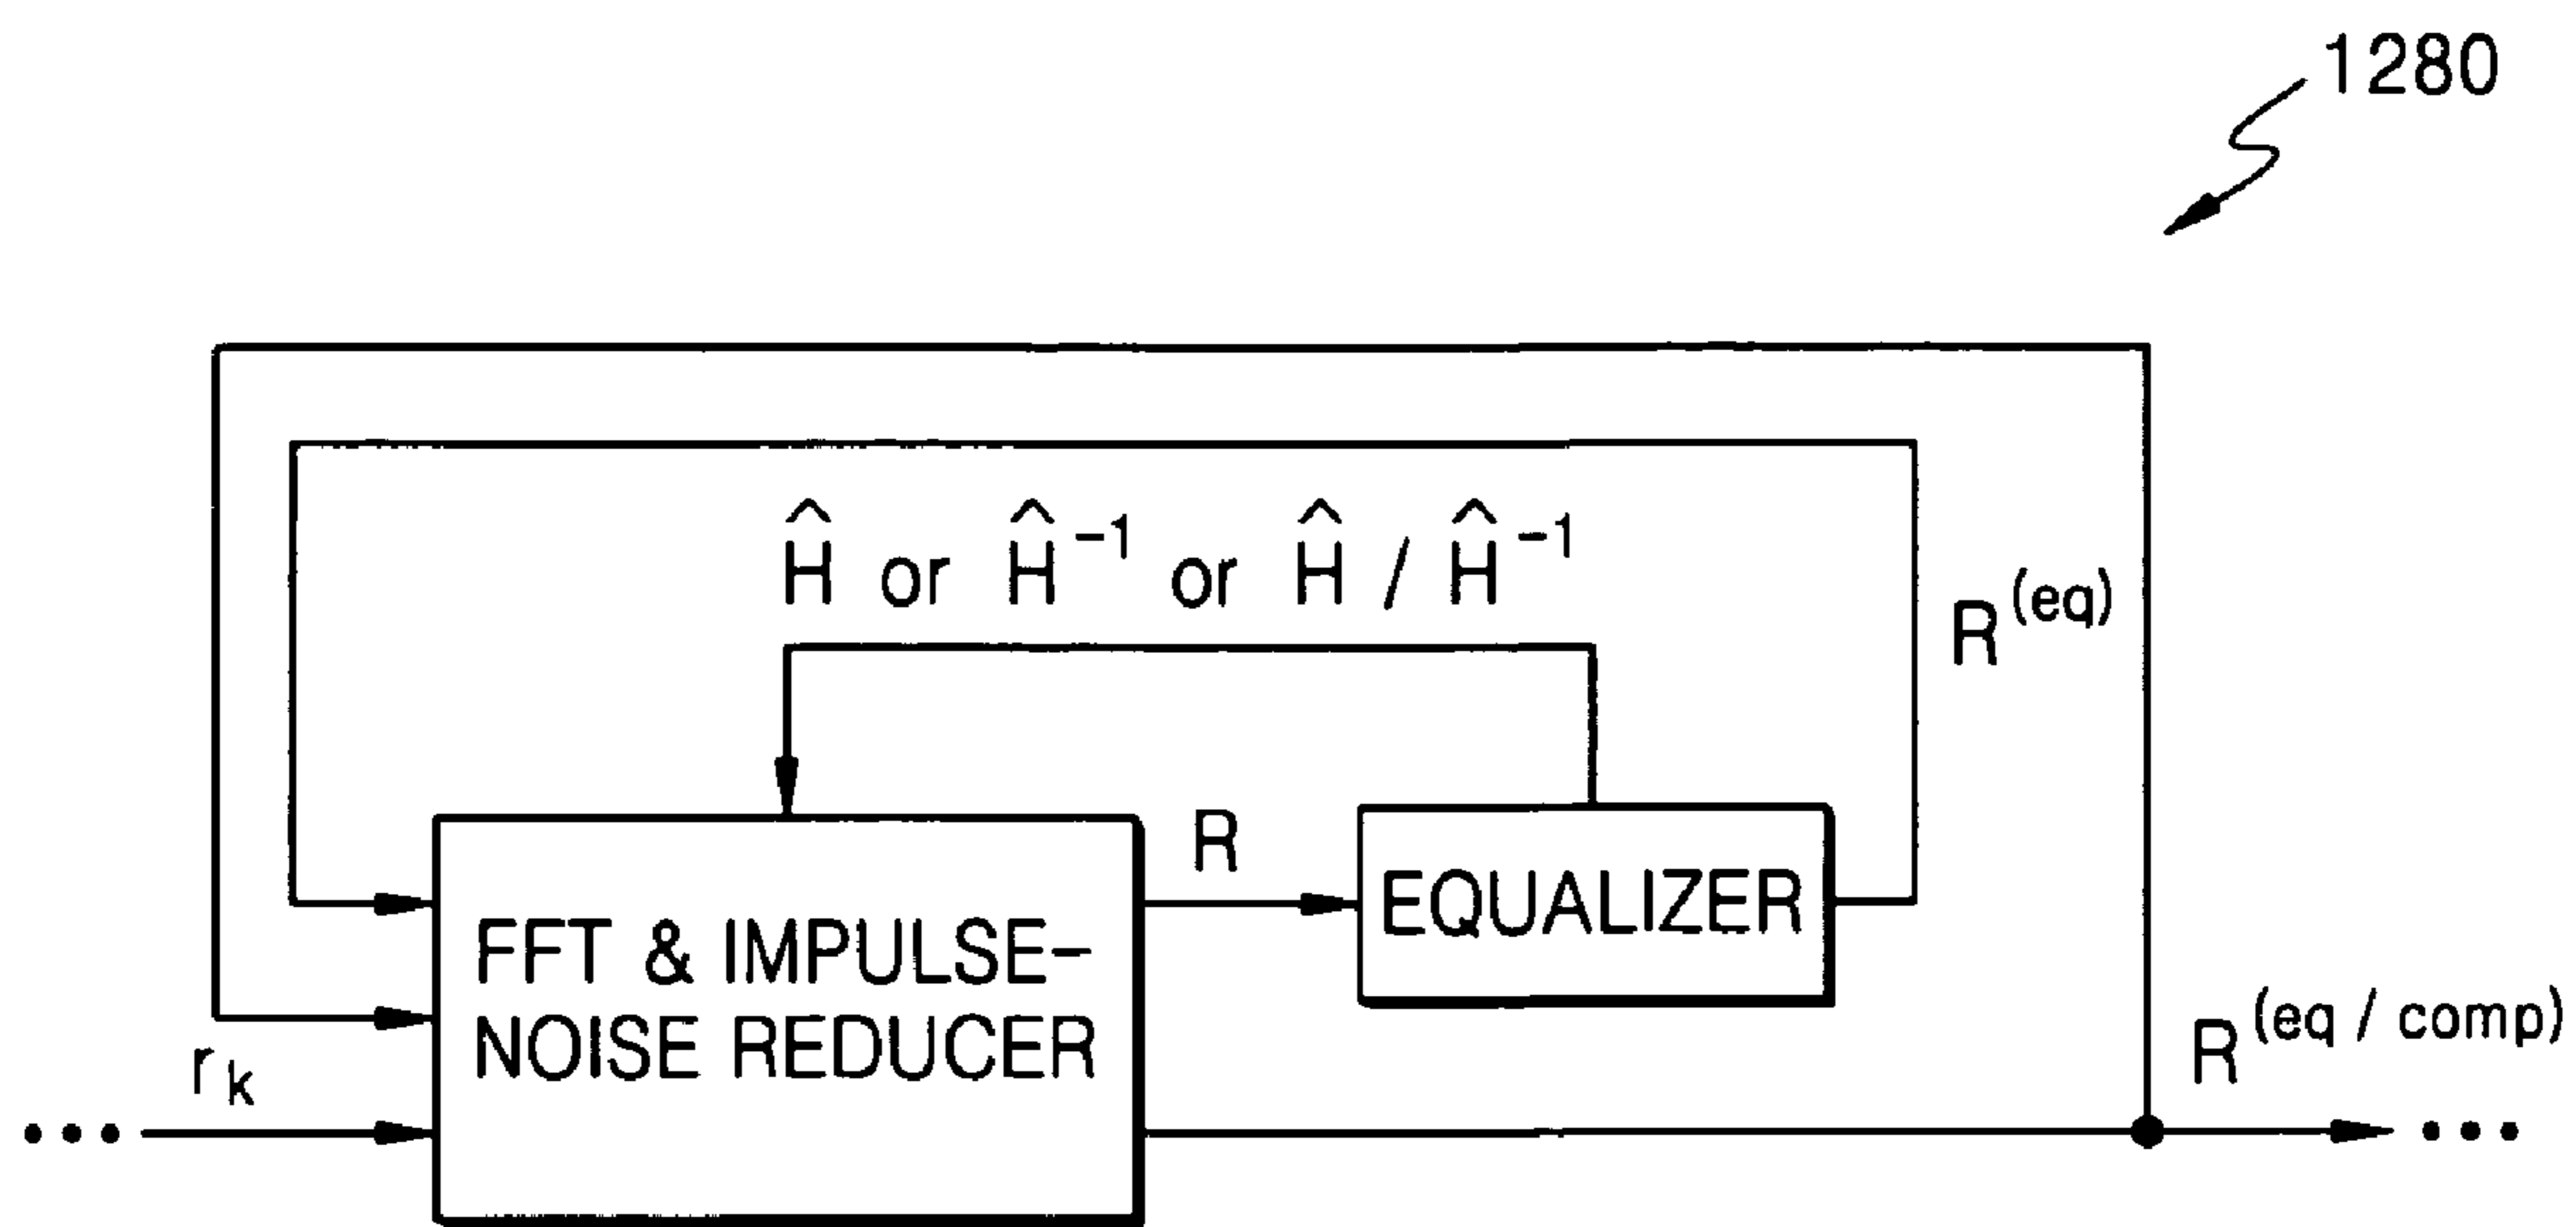 1280
Ĥ or Ĥ⁻¹ or Ĥ / Ĥ⁻¹
R^(eq)
R
EQUALIZER
FFT & IMPULSE-
NOISE REDUCER
R^(eq / comp)
r_k